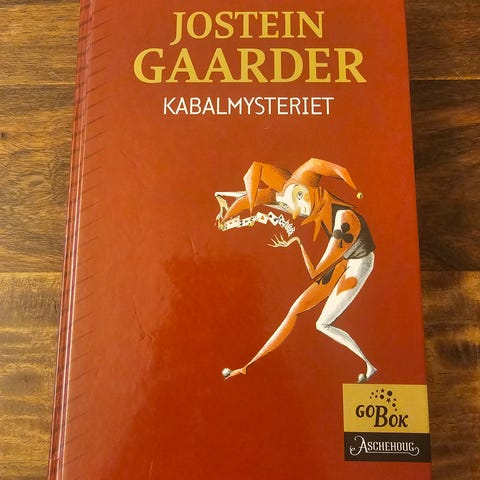 JOSTEIN
GAARDER
KABALMYSTERIET
GO
BOK
ASCHEHOUG